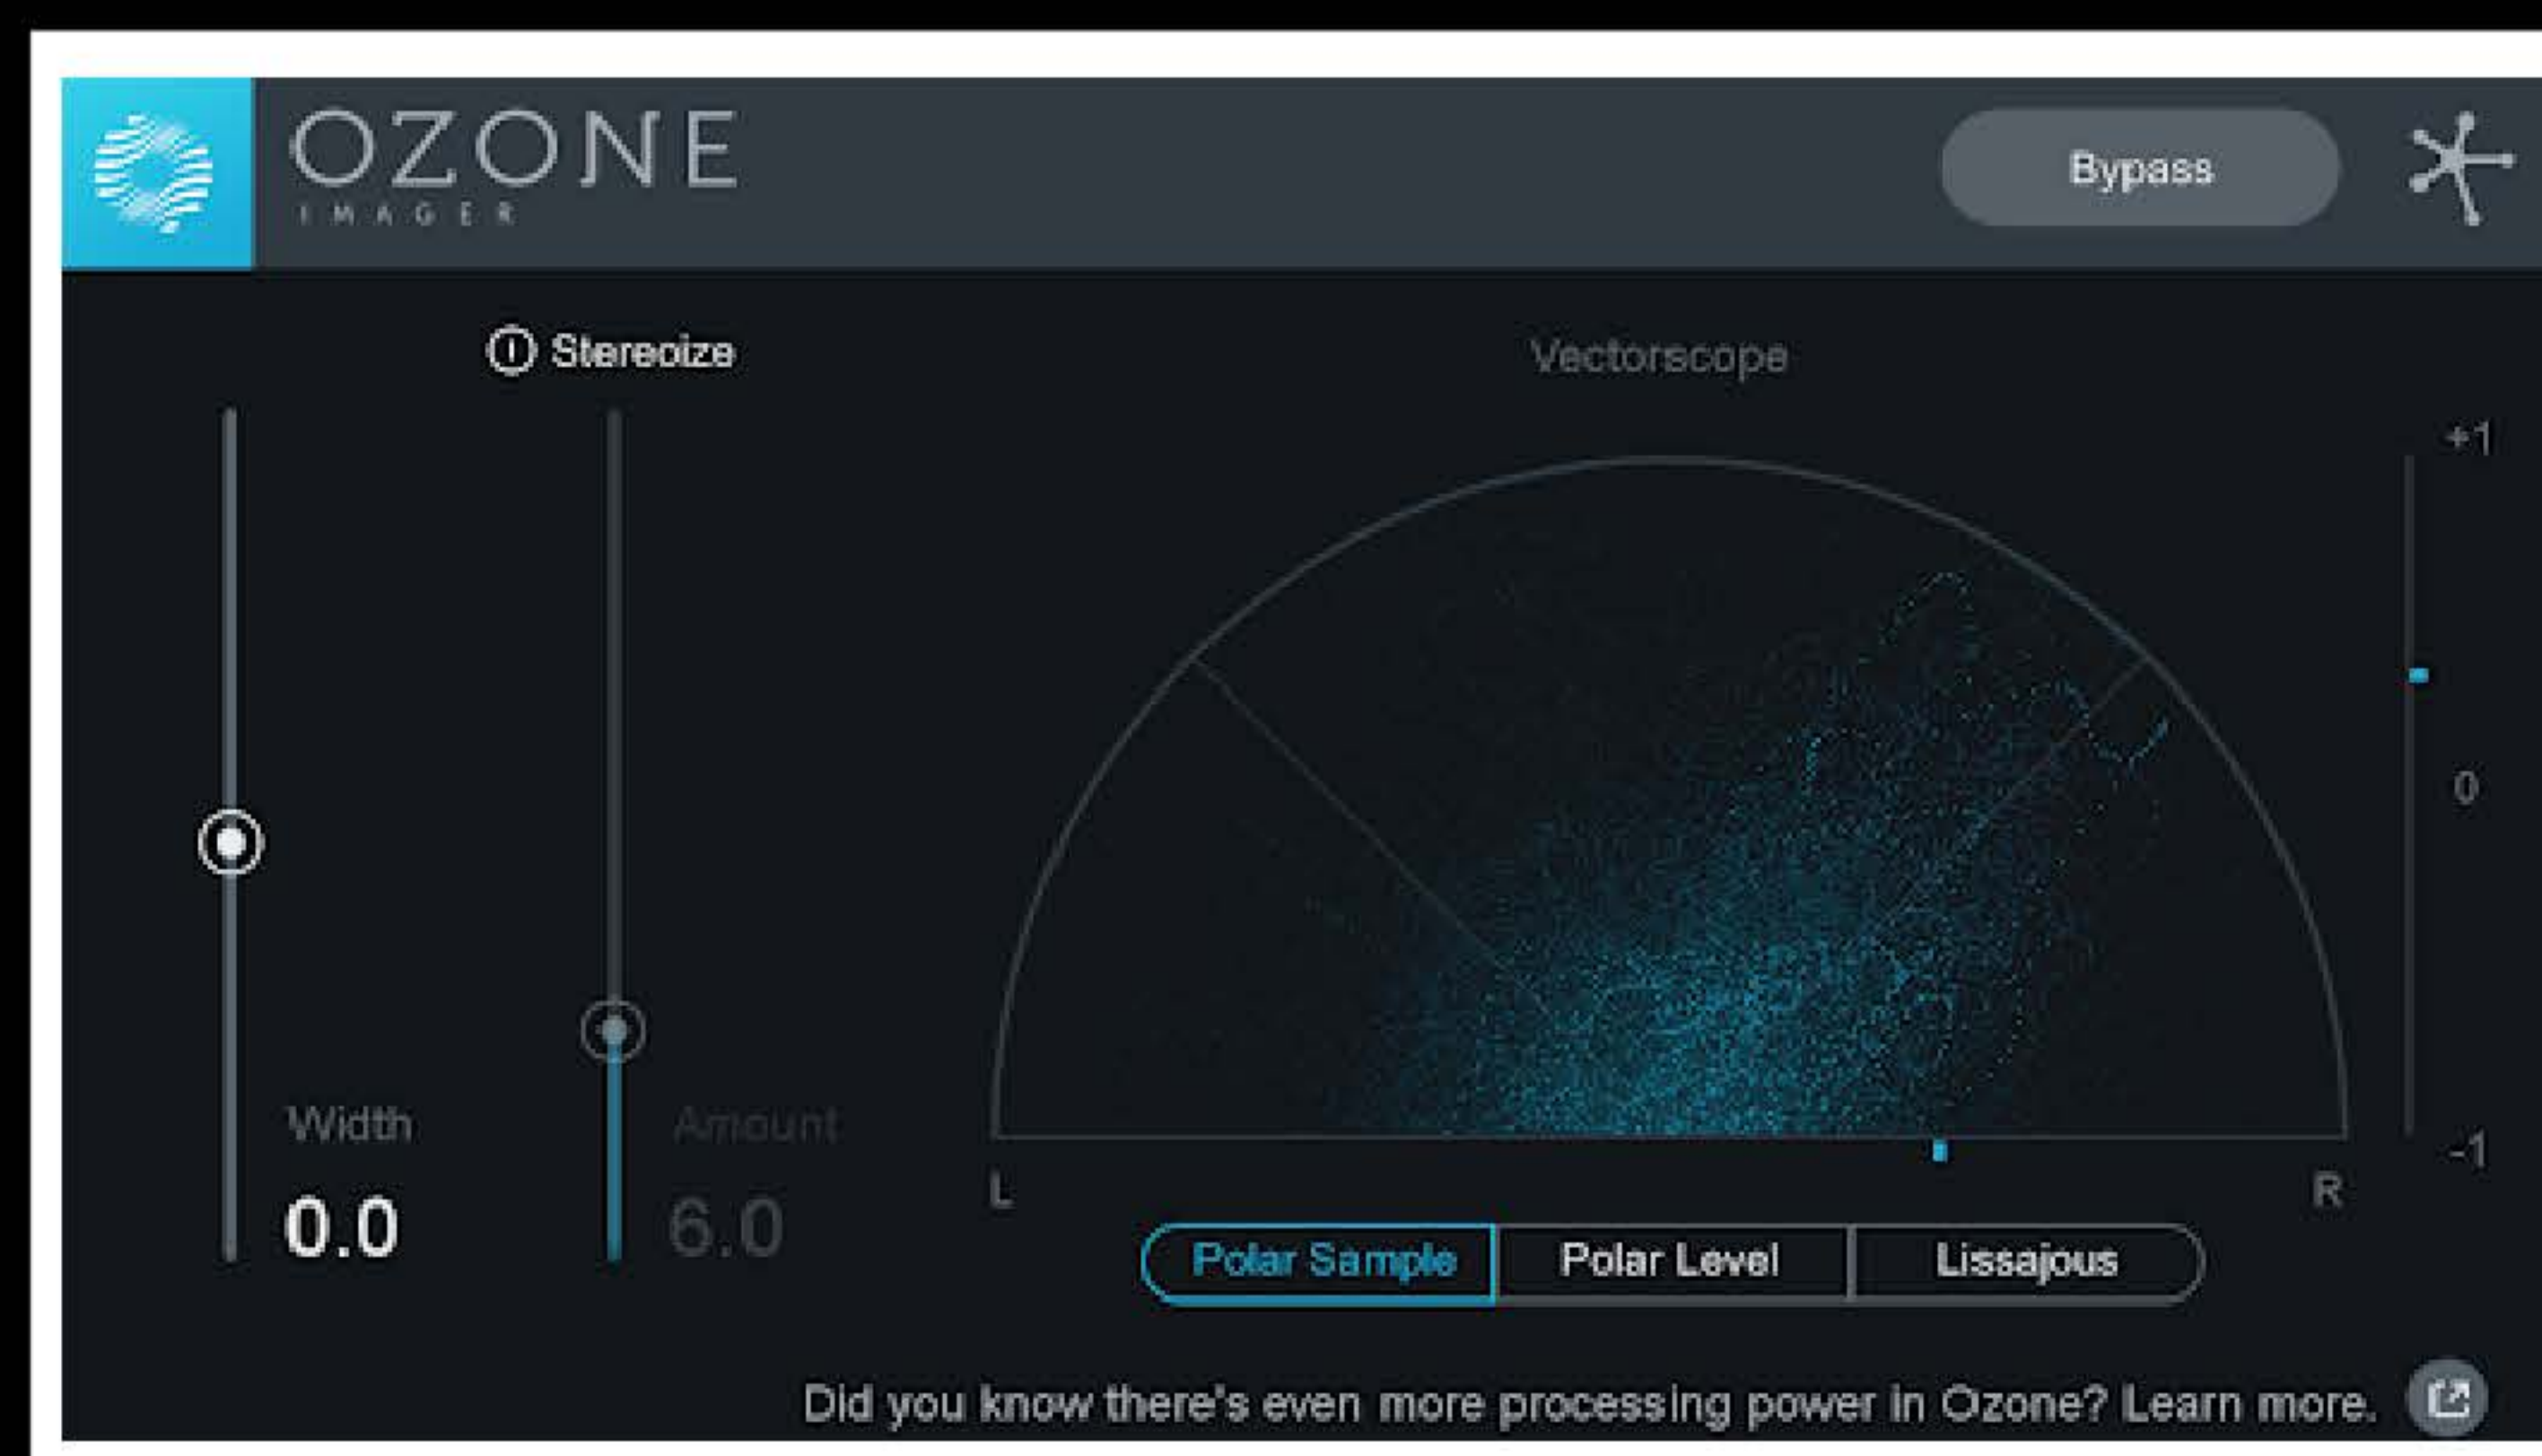 OZONE
IMAGER
Bypass
Stereoize
Vectorscope
+1
0
-1
Width
0.0
Amount
6.0
L
R
Polar Sample
Polar Level
Lissajous
Did you know there's even more processing power in Ozone? Learn more.